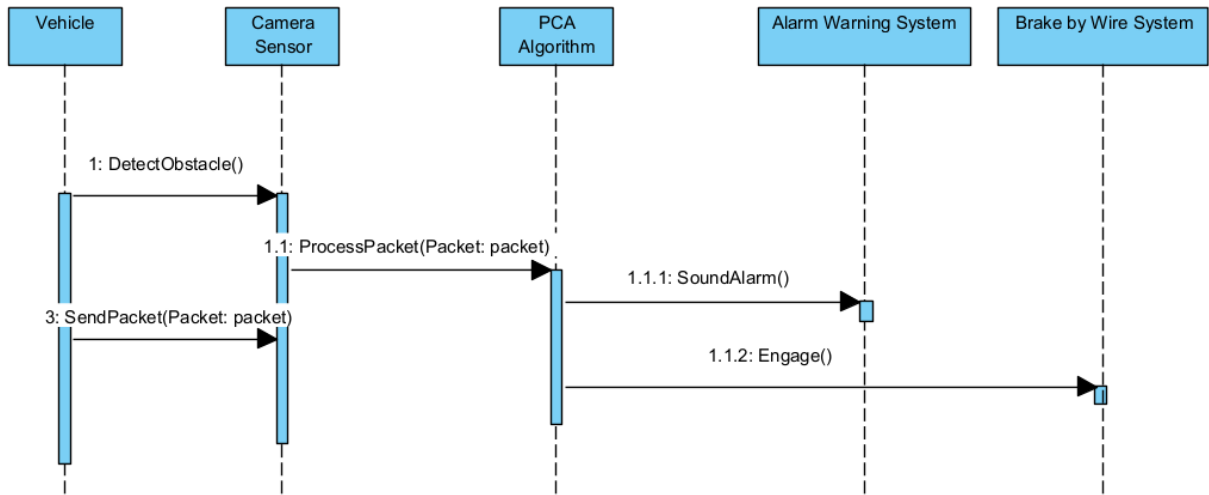 Vehicle
Camera
Sensor
PCA
Algorithm
Alarm Warning System
Brake by Wire System
1: DetectObstacle()
1.1: ProcessPacket(Packet: packet)
1.1.1: SoundAlarm()
3: SendPacket(Packet: packet)
1.1.2: Engage()